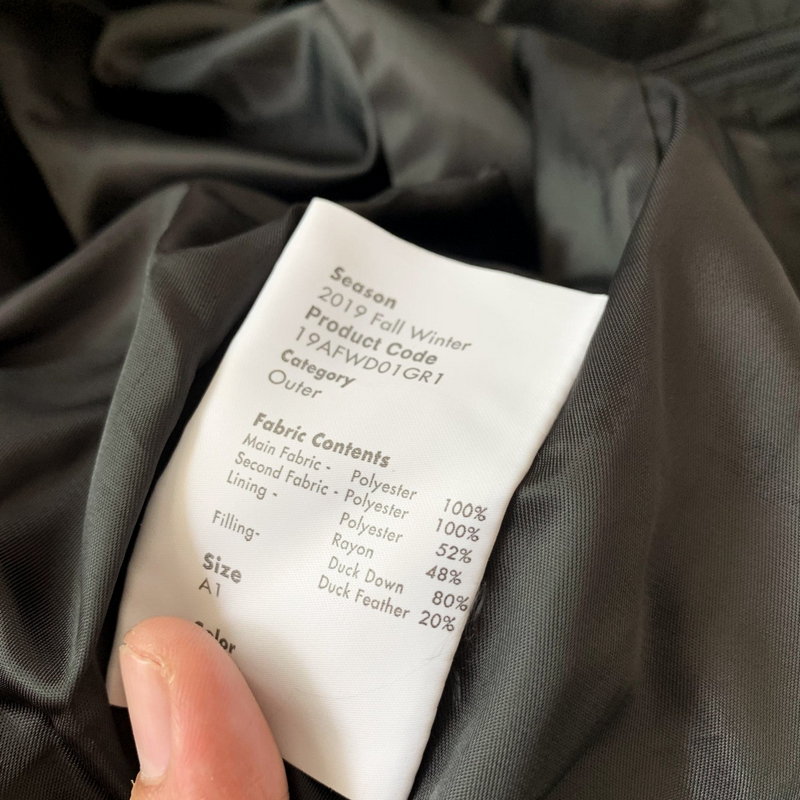 Season
2019 Fall Winter
Product Code
19AFWD01GR1
Category
Outer
Fabric Contents
Main Fabric - Polyester 100%
Second Fabric - Polyester 100%
Lining - Polyester 52%
Rayon 48%
Filling- Duck Down 80%
Duck Feather 20%
Size
A1
Color